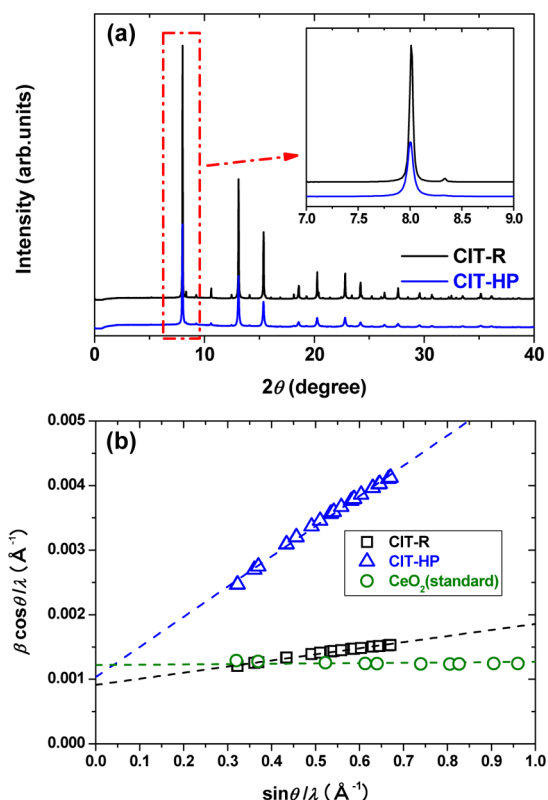 (a)
Intensity (arb.units)
7.0 7.5 8.0 8.5 9.0
CIT-R
CIT-HP
0 10 20 30 40
2θ (degree)
(b)
β cosθ/λ (Å⁻¹)
0.005
0.004
0.003
0.002
0.001
0.000
CIT-R
CIT-HP
CeO₂(standard)
0.0 0.1 0.2 0.3 0.4 0.5 0.6 0.7 0.8 0.9 1.0
sinθ/λ (Å⁻¹)